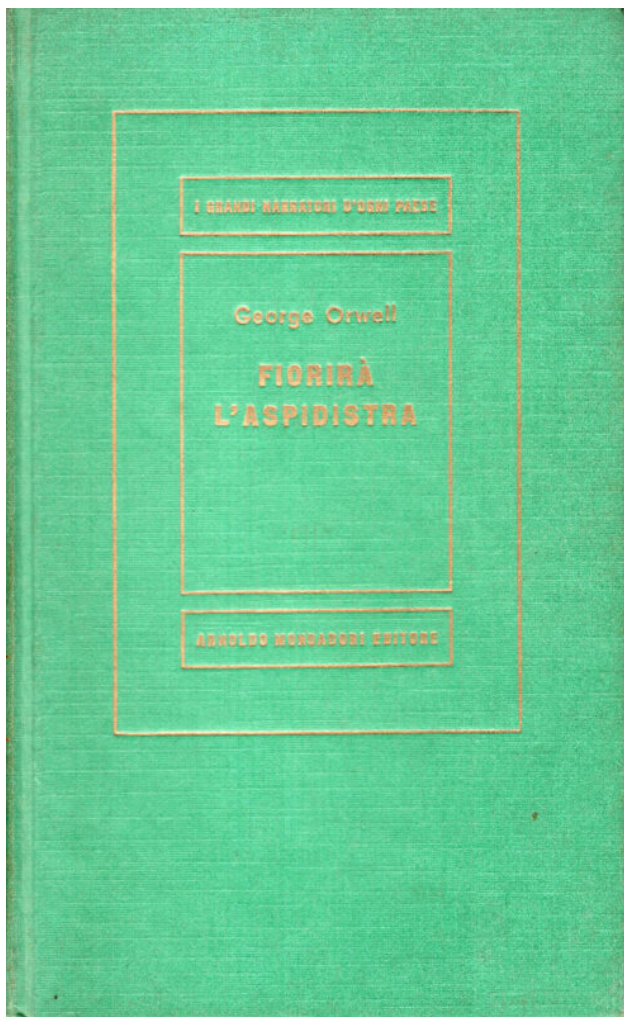 I GRANDI NARRATORI D'OGNI PAESE
George Orwell
FIORIRÀ
L'ASPIDISTRA
ARNOLDO MONDADORI EDITORE